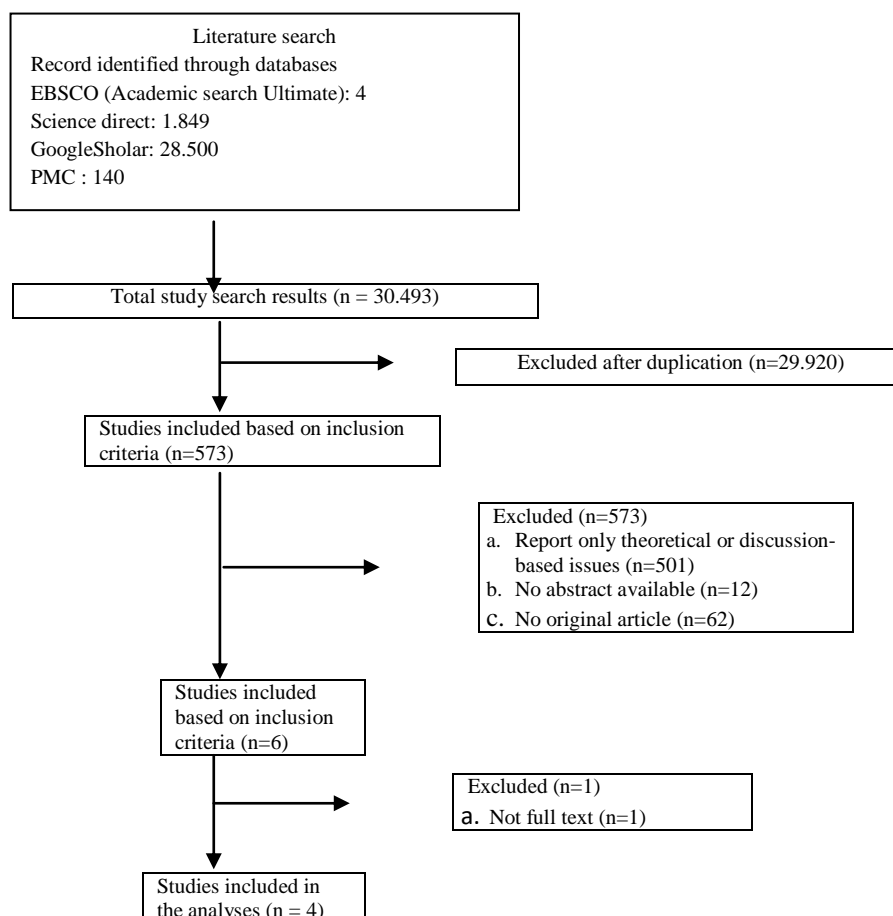 Literature search
Record identified through databases
EBSCO (Academic search Ultimate): 4
Science direct: 1.849
GoogleSholar: 28.500
PMC : 140
Total study search results (n = 30.493)
Excluded after duplication (n=29.920)
Studies included based on inclusion
criteria (n=573)
Excluded (n=573)
a. Report only theoretical or discussion-
based issues (n=501)
b. No abstract available (n=12)
c. No original article (n=62)
Studies included
based on inclusion
criteria (n=6)
Excluded (n=1)
a. Not full text (n=1)
Studies included in
the analyses (n = 4)